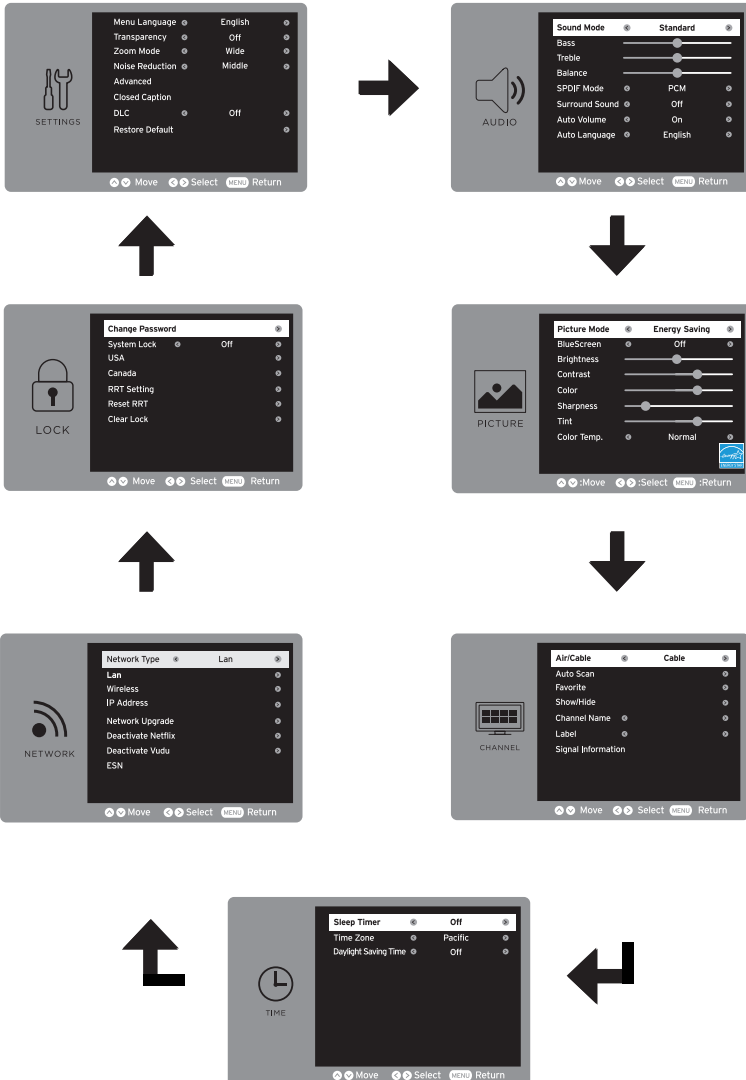 SETTINGS
Menu Language English
Transparency Off
Zoom Mode Wide
Noise Reduction Middle
Advanced
Closed Caption
DLC Off
Restore Default
Move Select MENU Return
AUDIO
Sound Mode Standard
Bass
Treble
Balance
SPDIF Mode PCM
Surround Sound Off
Auto Volume On
Auto Language English
Move Select MENU Return
LOCK
Change Password
System Lock Off
USA
Canada
RRT Setting
Reset RRT
Clear Lock
Move Select MENU Return
PICTURE
Picture Mode Energy Saving
BlueScreen Off
Brightness
Contrast
Color
Sharpness
Tint
Color Temp. Normal
energy
ENERGY STAR
:Move :Select MENU :Return
NETWORK
Network Type Lan
Lan
Wireless
IP Address
Network Upgrade
Deactivate Netflix
Deactivate Vudu
ESN
Move Select MENU Return
CHANNEL
Air/Cable Cable
Auto Scan
Favorite
Show/Hide
Channel Name
Label
Signal Information
Move Select MENU Return
TIME
Sleep Timer Off
Time Zone Pacific
Daylight Saving Time Off
Move Select MENU Return